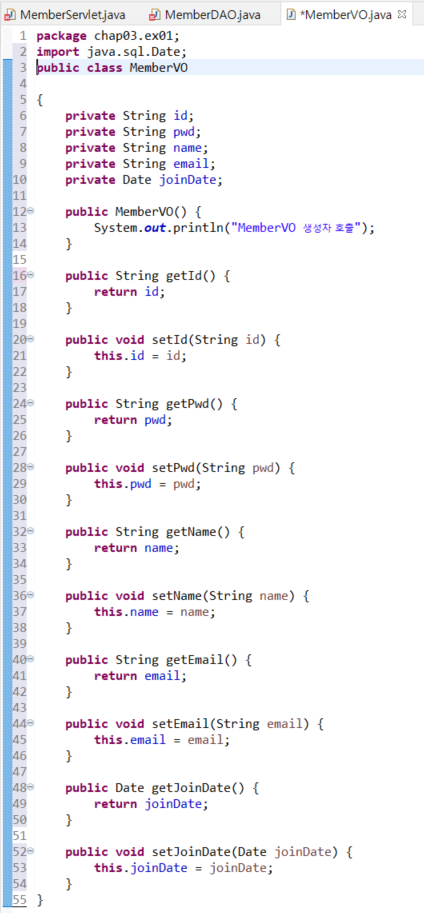 MemberServlet.java MemberDAO.java *MemberVO.java
1 package chap03.ex01;
2 import java.sql.Date;
3 public class MemberVO
4
5 {
6     private String id;
7     private String pwd;
8     private String name;
9     private String email;
10     private Date joinDate;
11
12     public MemberVO() {
13         System.out.println("MemberVO 생성자 호출");
14     }
15
16     public String getId() {
17         return id;
18     }
19
20     public void setId(String id) {
21         this.id = id;
22     }
23
24     public String getPwd() {
25         return pwd;
26     }
27
28     public void setPwd(String pwd) {
29         this.pwd = pwd;
30     }
31
32     public String getName() {
33         return name;
34     }
35
36     public void setName(String name) {
37         this.name = name;
38     }
39
40     public String getEmail() {
41         return email;
42     }
43
44     public void setEmail(String email) {
45         this.email = email;
46     }
47
48     public Date getJoinDate() {
49         return joinDate;
50     }
51
52     public void setJoinDate(Date joinDate) {
53         this.joinDate = joinDate;
54     }
55 }